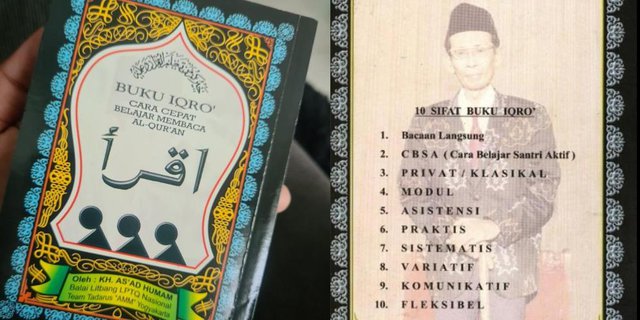 BUKU IQRO'
CARA CEPAT
BELAJAR MEMBACA
AL-QUR'AN
اقرأ
Oleh : KH. AS'AD HUMAM
Balai Litbang LPTQ Nasional
Team Tadarus "AMM" Yogyakarta
10 SIFAT BUKU IQRO'
1. Bacaan Langsung
2. CBSA ( Cara Belajar Santri Aktif )
3. PRIVAT / KLASIKAL
4. MODUL
5. ASISTENSI
6. PRAKTIS
7. SISTEMATIS
8. VARIATIF
9. KOMUNIKATIF
10. FLEKSIBEL